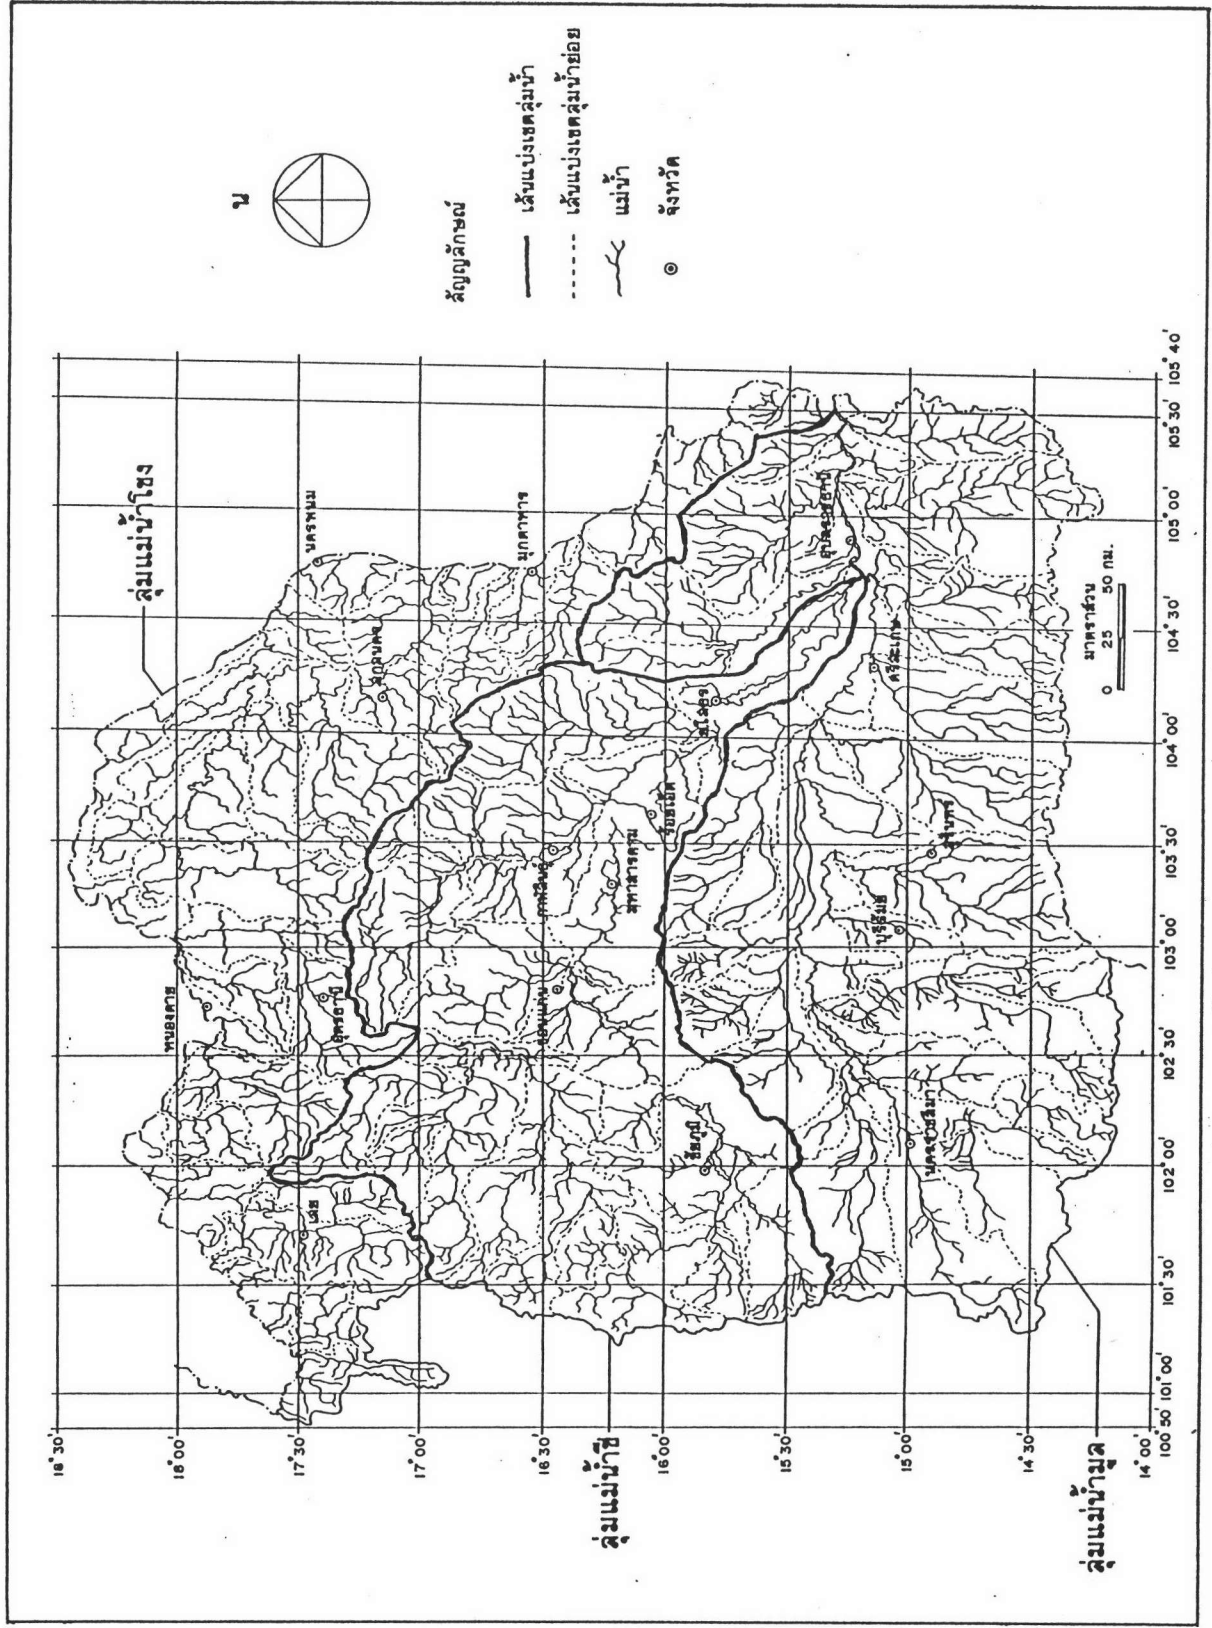 น
สัญญลักษณ์
เส้นแบ่งเขตลุ่มน้ำ
เส้นแบ่งเขตลุ่มน้ำย่อย
แม่น้ำ
จังหวัด
ลุ่มแม่น้ำโขง
นครพนม
สกลนคร
มุกดาหาร
หนองคาย
อุดรธานี
เลย
กาฬสินธุ์
ขอนแก่น
มหาสารคาม
ร้อยเอ็ด
ยโสธร
อุบลราชธานี
ศรีสะเกษ
ชัยภูมิ
บุรีรัมย์
สุรินทร์
นครราชสีมา
มาตราส่วน
0 25 50 กม.
ลุ่มแม่น้ำชี
ลุ่มแม่น้ำมูล
18°30'
18°00'
17°30'
17°00'
16°30'
16°00'
15°30'
15°00'
14°30'
14°00'
100°50' 101°00' 101°30' 102°00' 102°30' 103°00' 103°30' 104°00' 104°30' 105°00' 105°30' 105°40'